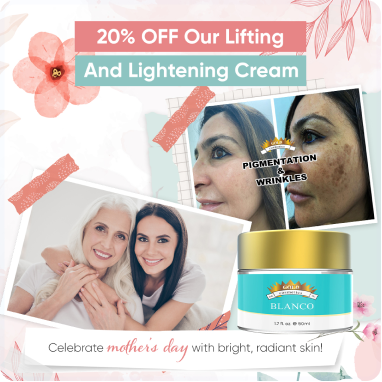 20% OFF Our Lifting
And Lightening Cream
PIGMENTATION
&
WRINKLES
BLANCO
1.7 fl oz ℮ 50ml
Celebrate mother's day with bright, radiant skin!